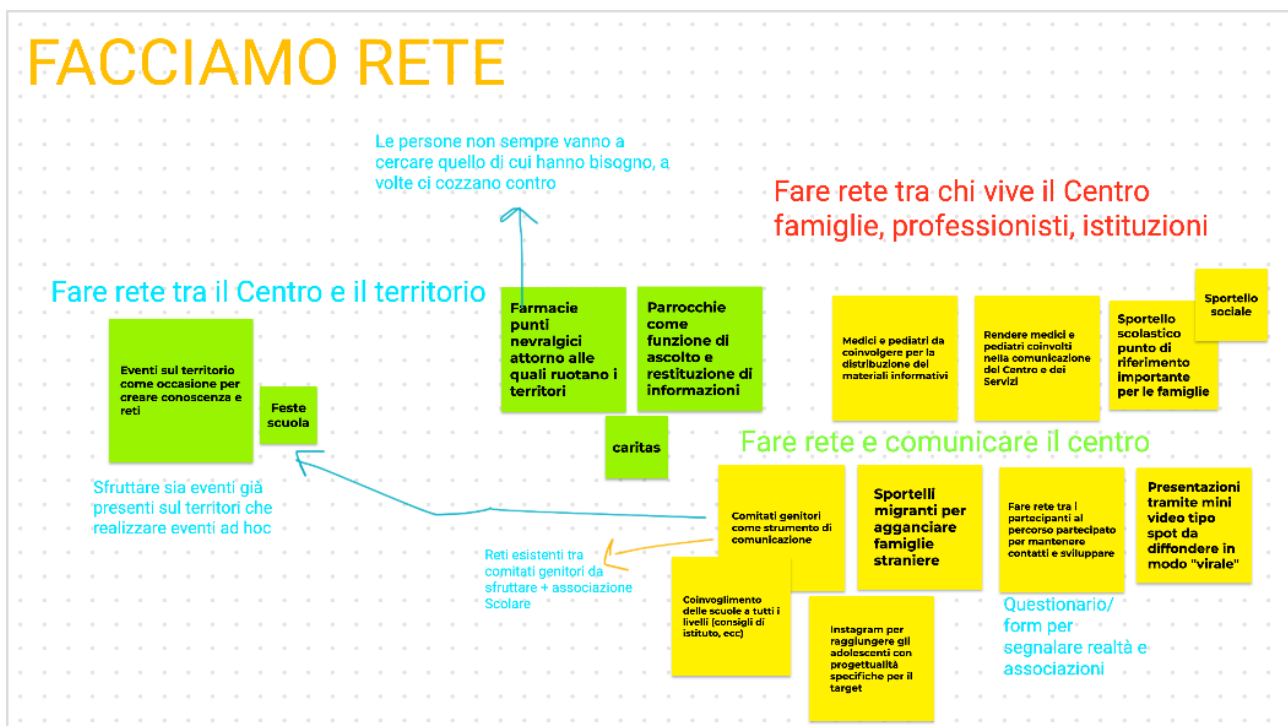 FACCIAMO RETE
Le persone non sempre vanno a
cercare quello di cui hanno bisogno, a
volte ci cozzano contro
Fare rete tra chi vive il Centro
famiglie, professionisti, istituzioni
Fare rete tra il Centro e il territorio
Eventi sul territorio
come occasione per
creare conoscenza e
reti
Feste
scuola
Sfruttare sia eventi già
presenti sul territori che
realizzare eventi ad hoc
Farmacie
punti
nevralgici
attorno alle
quali ruotano i
territori
Parrocchie
come
funzione di
ascolto e
restituzione di
informazioni
caritas
Medici e pediatri da
coinvolgere per la
distribuzione dei
materiali informativi
Rendere medici e
pediatri coinvolti
nella comunicazione
del Centro e dei
Servizi
Sportello
scolastico
punto di
riferimento
importante
per le famiglie
Sportello
sociale
Fare rete e comunicare il centro
Comitati genitori
come strumento di
comunicazione
Sportelli
migranti per
agganciare
famiglie
straniere
Fare rete tra i
partecipanti al
percorso partecipato
per mantenere
contatti e sviluppare
Presentazioni
tramite mini
video tipo
spot da
diffondere in
modo "virale"
Reti esistenti tra
comitati genitori da
sfruttare + associazione
Scolare
Coinvoglimento
delle scuole a tutti i
livelli (consigli di
istituto, ecc)
Instagram per
raggiungere gli
adolescenti con
progettualità
specifiche per il
target
Questionario/
form per
segnalare realtà e
associazioni